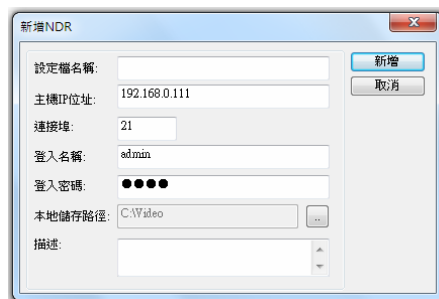 新增NDR
設定檔名稱:
新增
主機IP位址: 192.168.0.111
取消
連接埠: 21
登入名稱: admin
登入密碼: ●●●●
本地儲存路徑: C:\Video ..
描述: